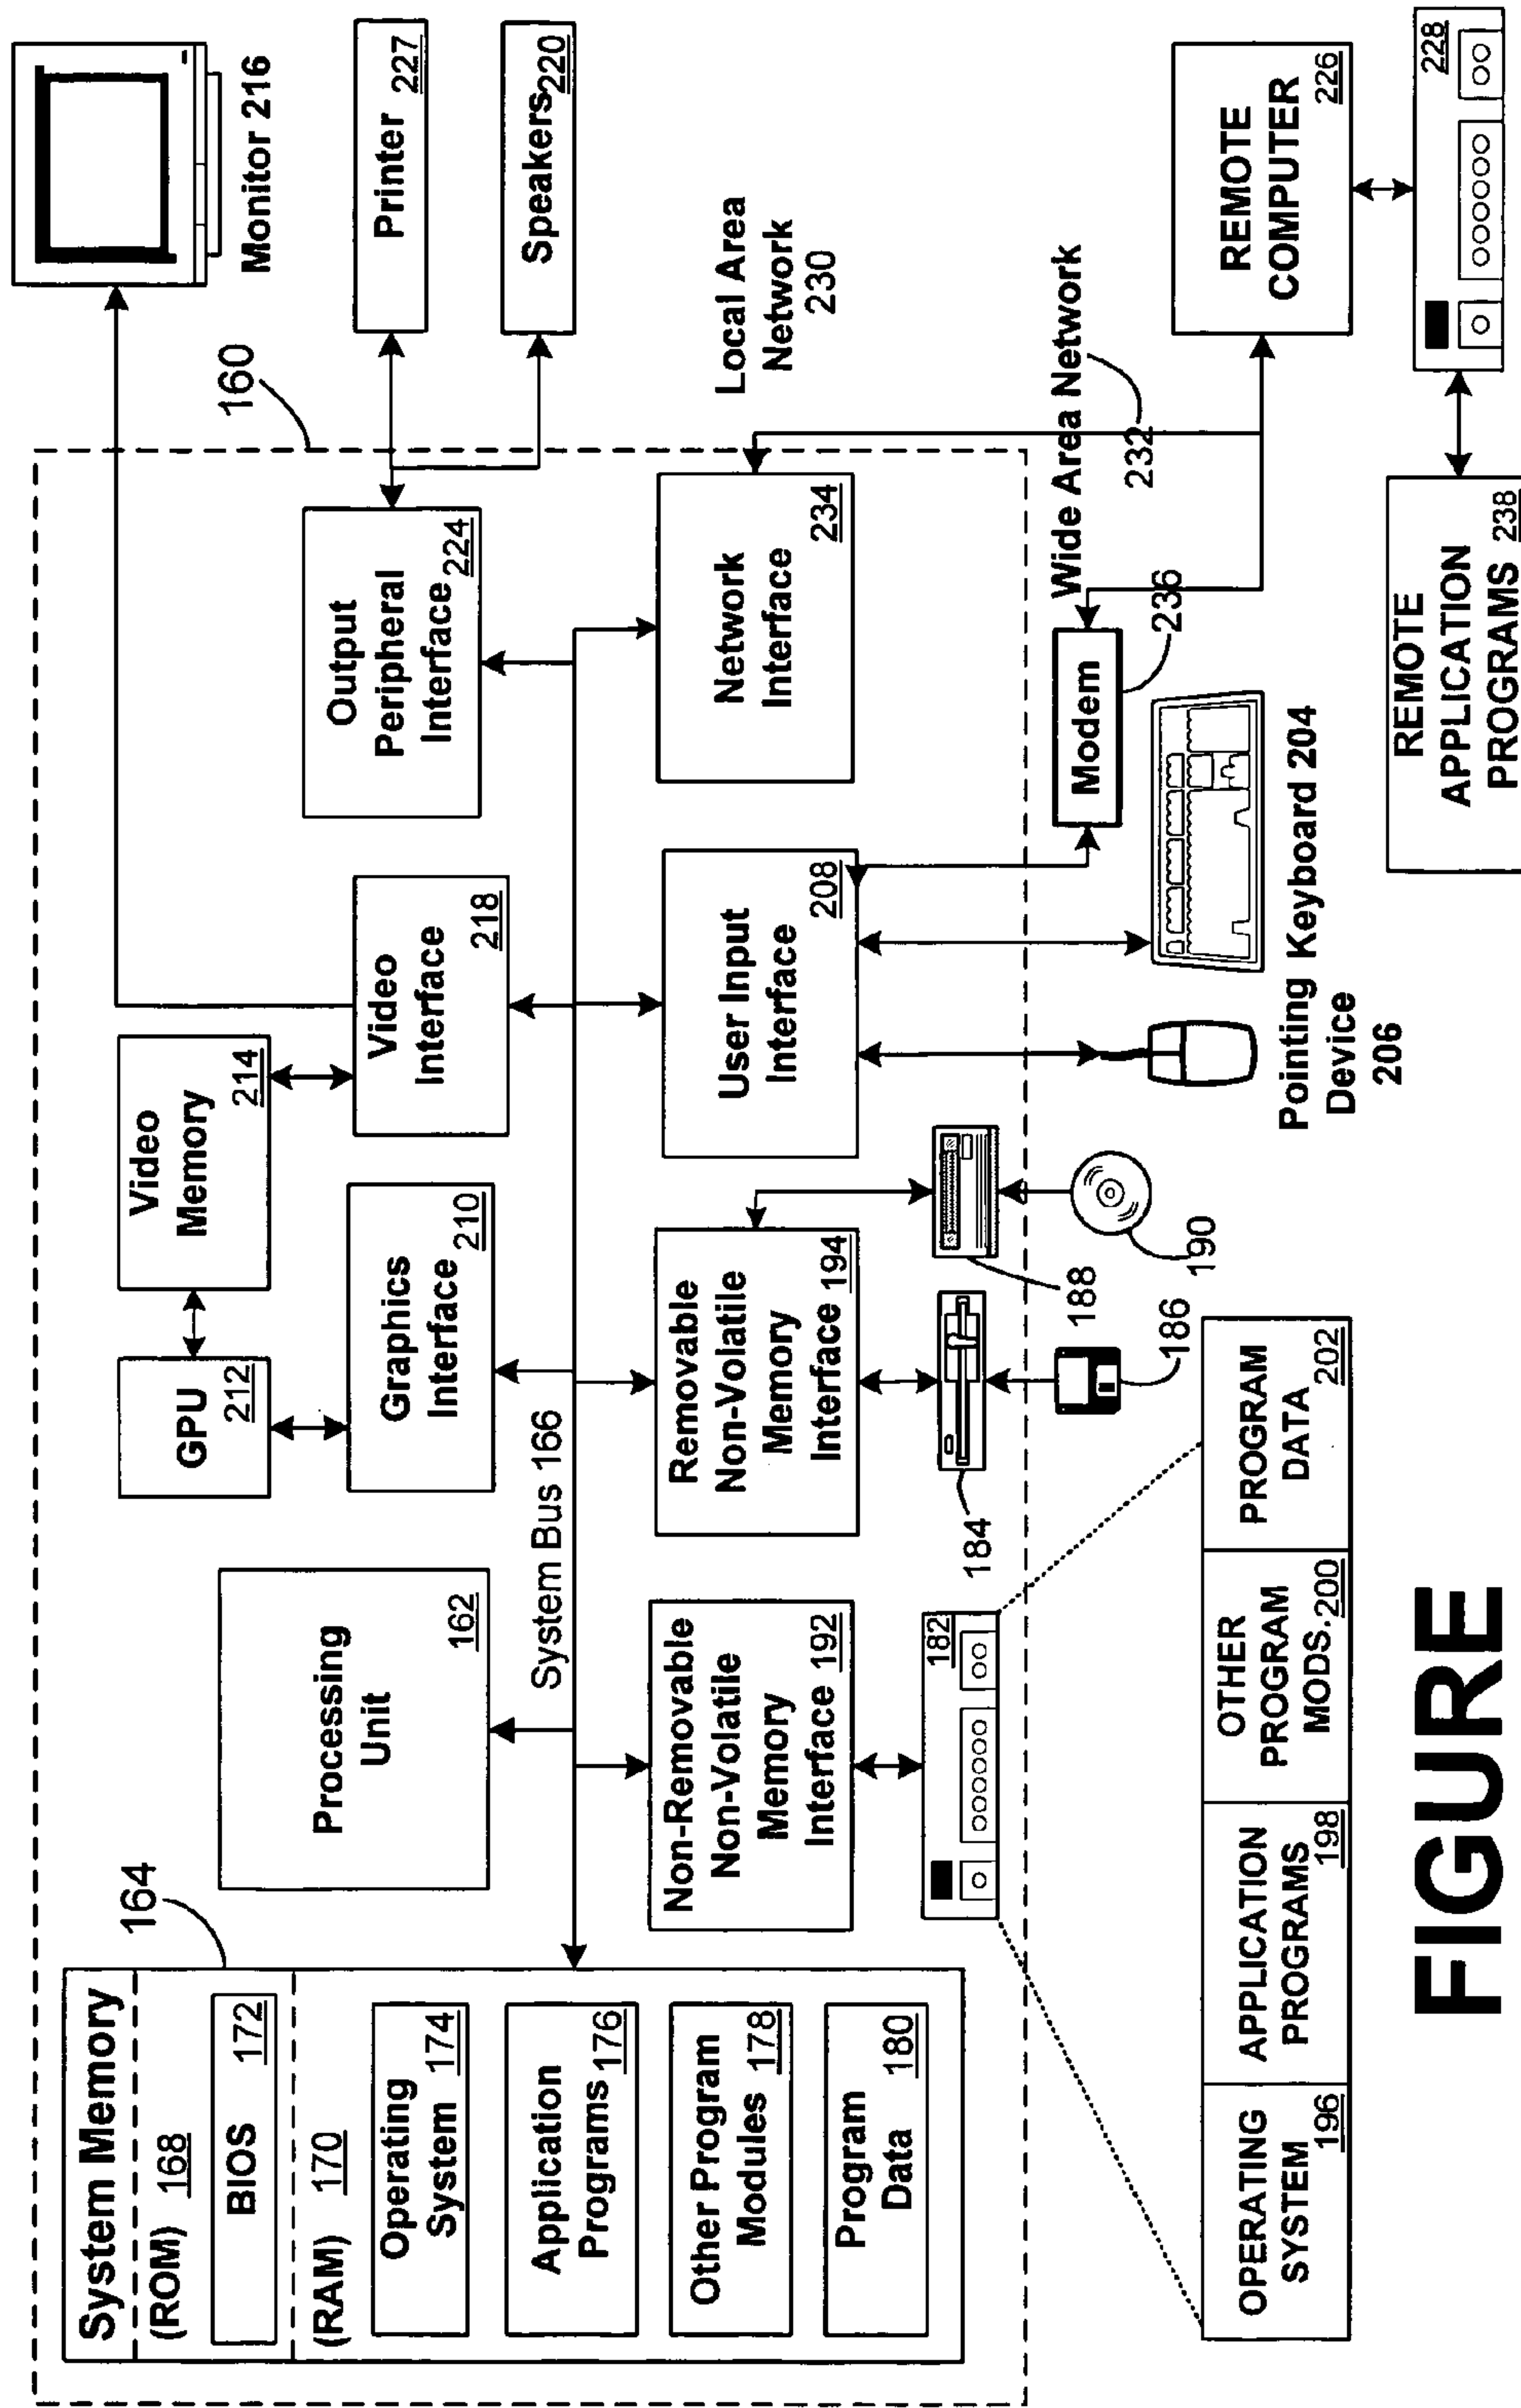 System Memory
(ROM) 168
BIOS 172
(RAM) 170
Operating
System 174
Application
Programs 176
Other Program
Modules 178
Program
Data 180
164
Processing
Unit
162
System Bus 166
GPU
212
Video
Memory
214
Graphics
Interface
210
Video
Interface
218
Output
Peripheral
Interface 224
160
Monitor 216
Printer
227
Speakers 220
Non-Removable
Non-Volatile
Memory
Interface 192
Removable
Non-Volatile
Memory
Interface 194
User Input
Interface
208
Network
Interface
234
Local Area
Network
230
182
184
188
186
190
Modem
236
Wide Area Network
232
Pointing
Device
206
Keyboard 204
REMOTE
COMPUTER
226
228
REMOTE
APPLICATION
PROGRAMS 238
OPERATING
SYSTEM
196
APPLICATION
PROGRAMS
198
OTHER
PROGRAM
MODS. 200
PROGRAM
DATA
202
FIGURE